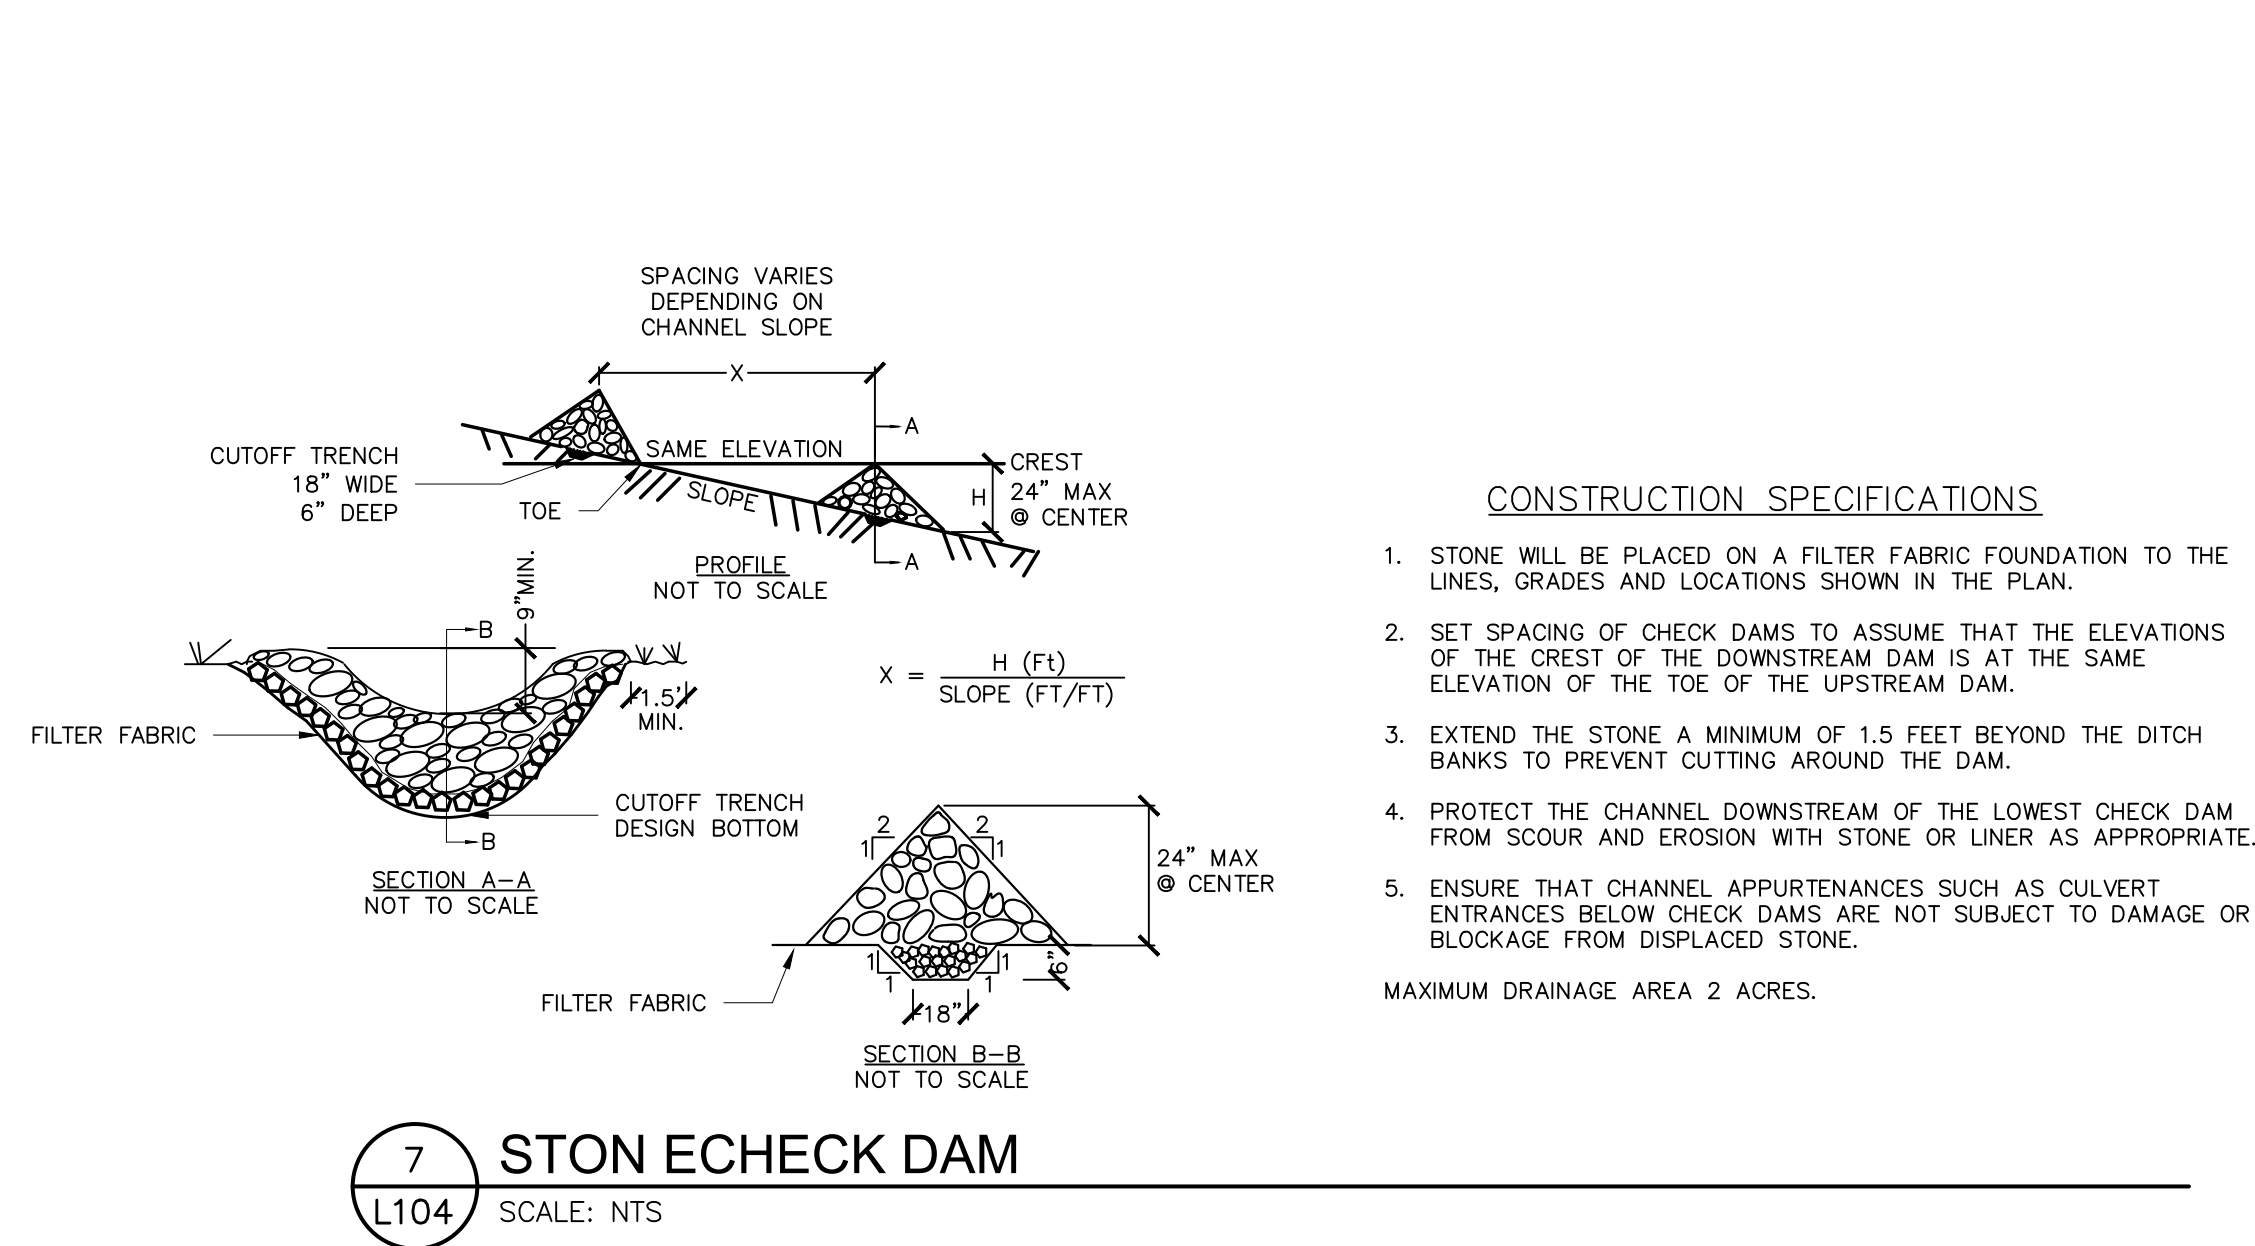 SPACING VARIES
DEPENDING ON
CHANNEL SLOPE
X
A
CUTOFF TRENCH
18” WIDE
6” DEEP
SAME ELEVATION
CREST
24” MAX
@ CENTER
H
TOE
SLOPE
A
PROFILE
NOT TO SCALE
9”MIN.
B
1.5'
MIN.
FILTER FABRIC
CUTOFF TRENCH
DESIGN BOTTOM
B
SECTION A–A
NOT TO SCALE
X =
H (Ft)
SLOPE (FT/FT)
2
1
2
1
24” MAX
@ CENTER
1
1
1
1
6”
18”
FILTER FABRIC
SECTION B–B
NOT TO SCALE
CONSTRUCTION SPECIFICATIONS
1. STONE WILL BE PLACED ON A FILTER FABRIC FOUNDATION TO THE
LINES, GRADES AND LOCATIONS SHOWN IN THE PLAN.
2. SET SPACING OF CHECK DAMS TO ASSUME THAT THE ELEVATIONS
OF THE CREST OF THE DOWNSTREAM DAM IS AT THE SAME
ELEVATION OF THE TOE OF THE UPSTREAM DAM.
3. EXTEND THE STONE A MINIMUM OF 1.5 FEET BEYOND THE DITCH
BANKS TO PREVENT CUTTING AROUND THE DAM.
4. PROTECT THE CHANNEL DOWNSTREAM OF THE LOWEST CHECK DAM
FROM SCOUR AND EROSION WITH STONE OR LINER AS APPROPRIATE.
5. ENSURE THAT CHANNEL APPURTENANCES SUCH AS CULVERT
ENTRANCES BELOW CHECK DAMS ARE NOT SUBJECT TO DAMAGE OR
BLOCKAGE FROM DISPLACED STONE.
MAXIMUM DRAINAGE AREA 2 ACRES.
7
L104
STON ECHECK DAM
SCALE: NTS